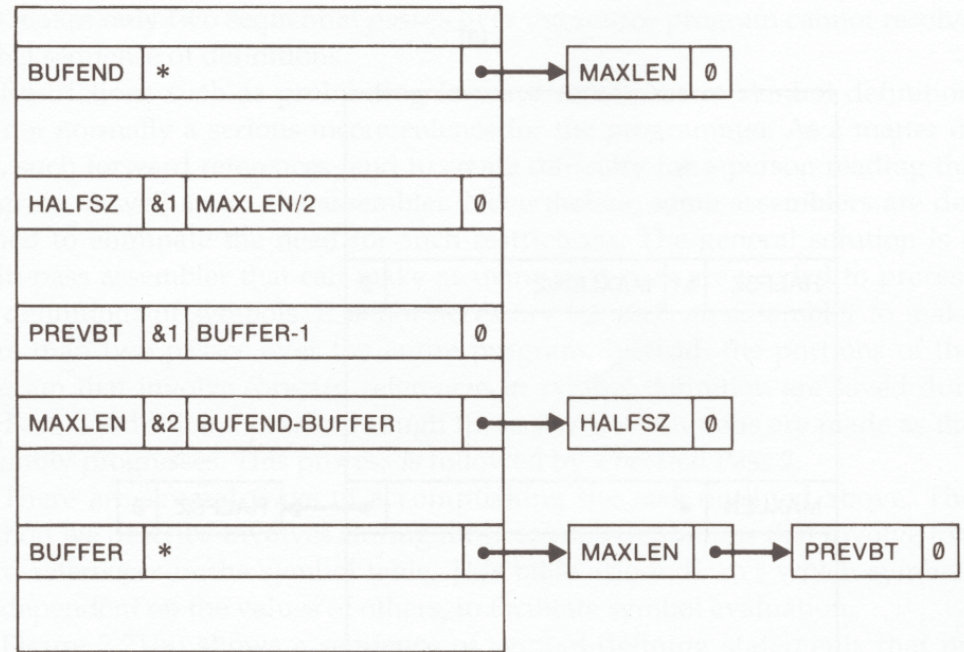 BUFEND * MAXLEN 0
HALFSZ &1 MAXLEN/2 0
PREVBT &1 BUFFER-1 0
MAXLEN &2 BUFEND-BUFFER HALFSZ 0
BUFFER * MAXLEN PREVBT 0